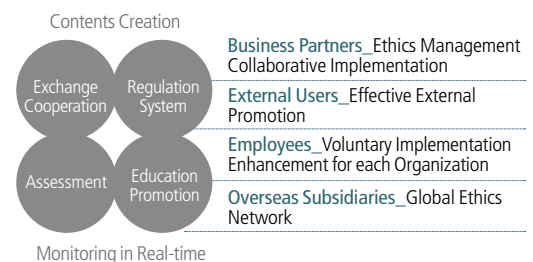 Contents Creation
Exchange
Cooperation
Regulation
System
Assessment
Education
Promotion
Monitoring in Real-time
Business Partners_Ethics Management
Collaborative Implementation
External Users_Effective External
Promotion
Employees_Voluntary Implementation
Enhancement for each Organization
Overseas Subsidiaries_Global Ethics
Network